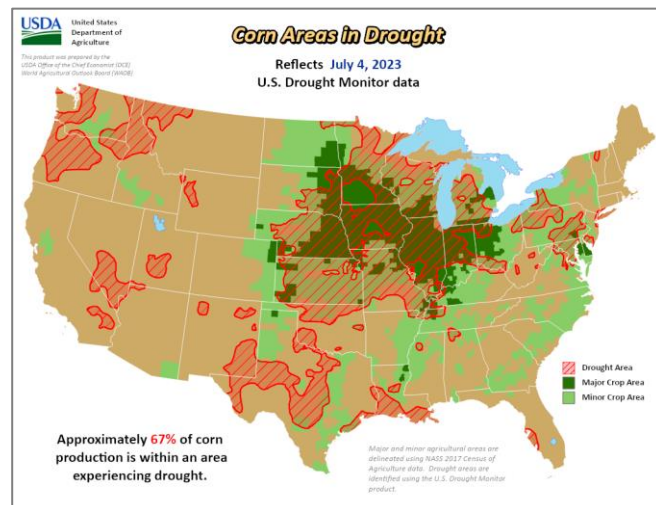 USDA
United States
Department of
Agriculture
This product was prepared by the
USDA Office of the Chief Economist (OCE)
World Agricultural Outlook Board (WAOB)
Corn Areas in Drought
Reflects July 4, 2023
U.S. Drought Monitor data
Drought Area
Major Crop Area
Minor Crop Area
Approximately 67% of corn
production is within an area
experiencing drought.
Major and minor agricultural areas are
delineated using NASS 2017 Census of
Agriculture data. Drought areas are
identified using the U.S. Drought Monitor
product.